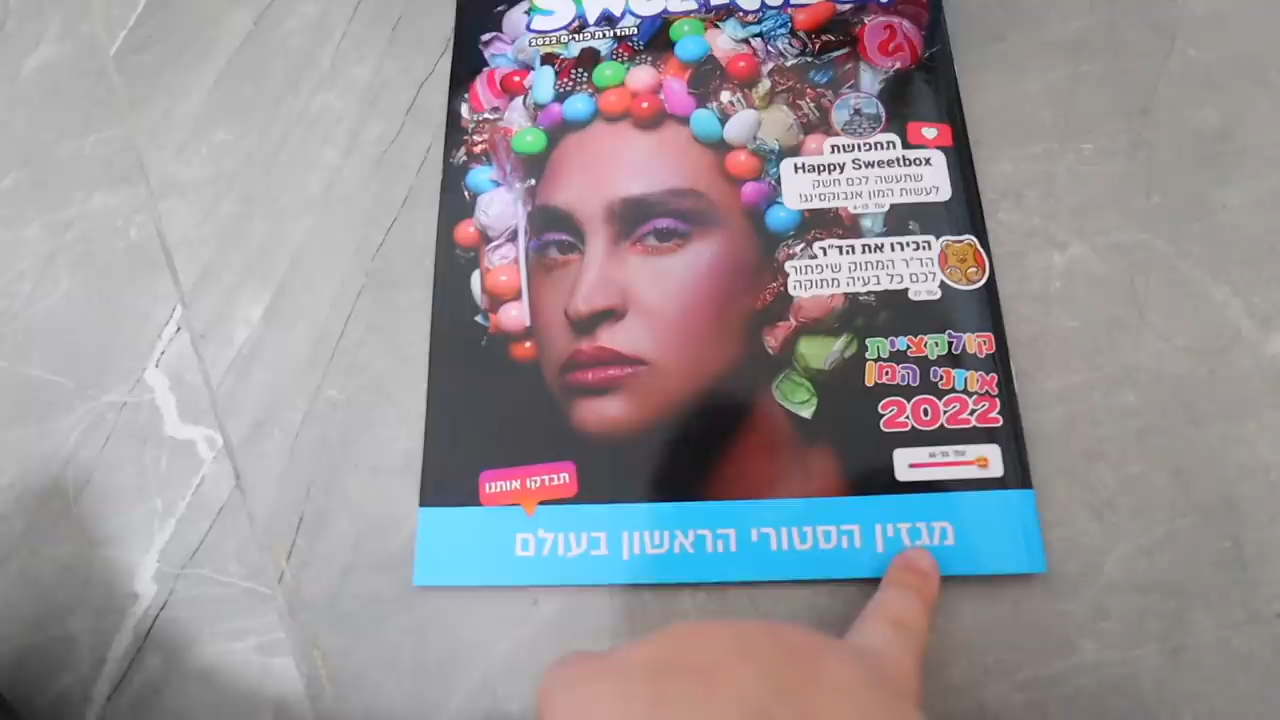 מהדורת פורים 2022
תחפושת
Happy Sweetbox
שתעשה לכם חשק
לעשות המון אנבוקסינג!
הכירו את הד״ר
הד״ר המתוק שיפתור
לכם כל בעיה מתוקה
קולקציית
אוזני המן
2022
תבדקו אותנו
מגזין הסטורי הראשון בעולם